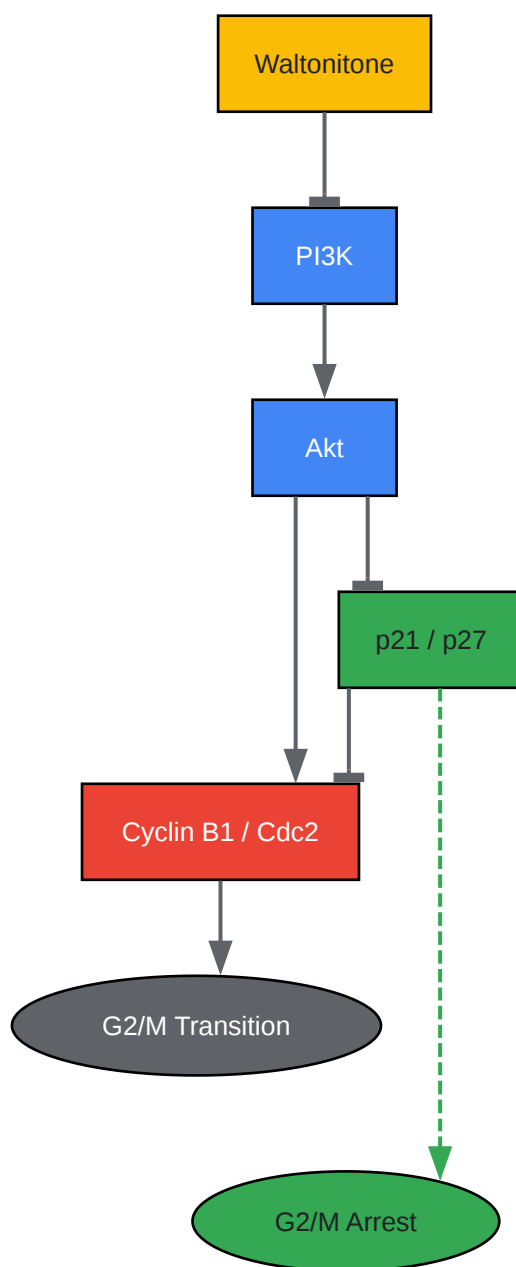 Waltonitone
PI3K
Akt
p21 / p27
Cyclin B1 / Cdc2
G2/M Transition
G2/M Arrest